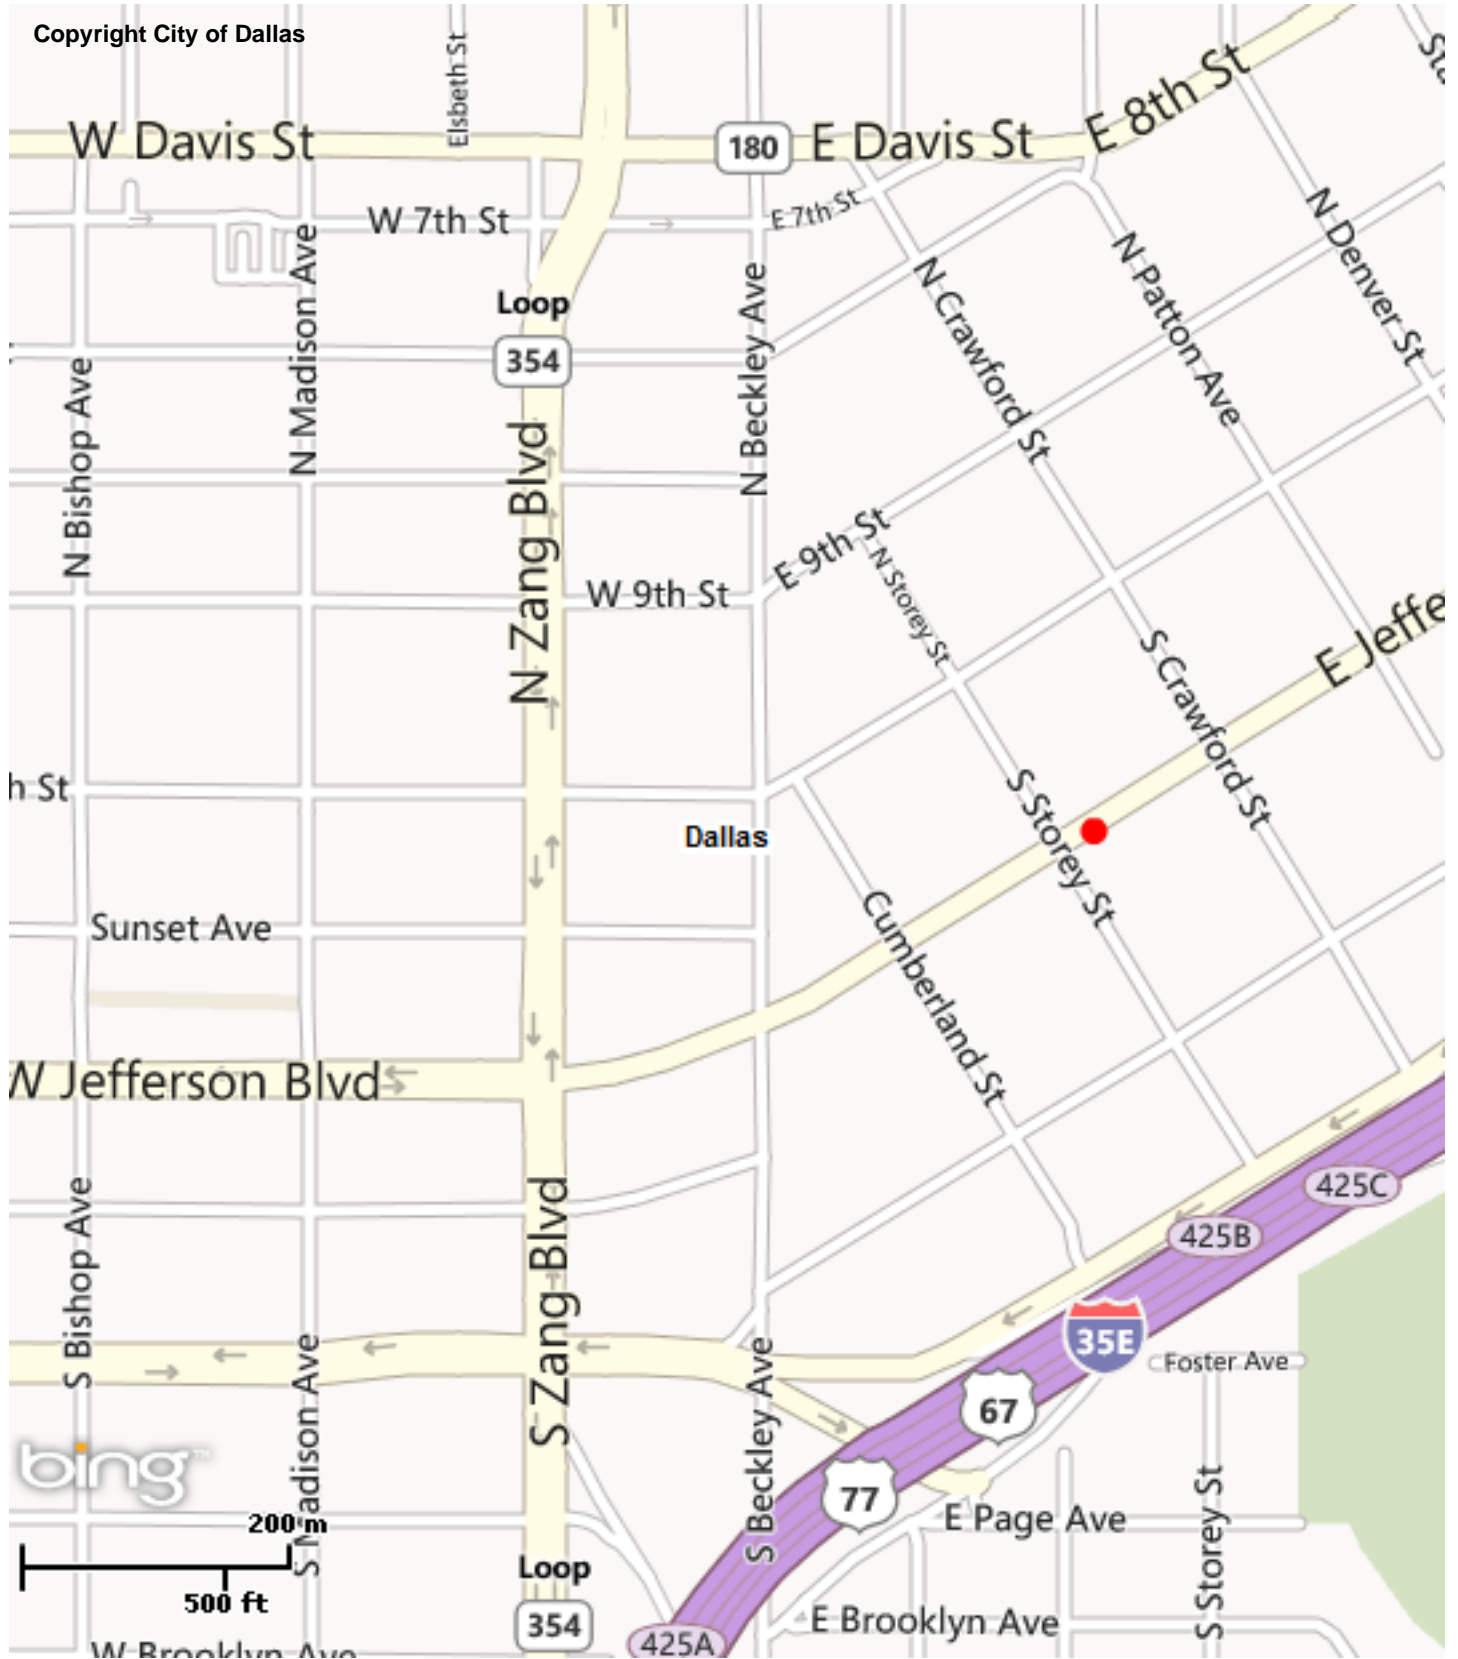 Copyright City of Dallas
Elsbeth St
W Davis St
180
E Davis St
E 8th St
W 7th St
E 7th St
N Denver St
N Patton Ave
N Crawford St
N Madison Ave
Loop
354
N Beckley Ave
N Bishop Ave
N Zang Blvd
E 9th St
W 9th St
N Storey St
E Jeffe
S Crawford St
h St
Dallas
S Storey St
Sunset Ave
Cumberland St
W Jefferson Blvd
S Bishop Ave
S Zang Blvd
425C
425B
35E
Foster Ave
67
S Madison Ave
S Beckley Ave
77
bing™
E Page Ave
200 m
500 ft
S Storey St
Loop
354
E Brooklyn Ave
425A
W Brooklyn Ave